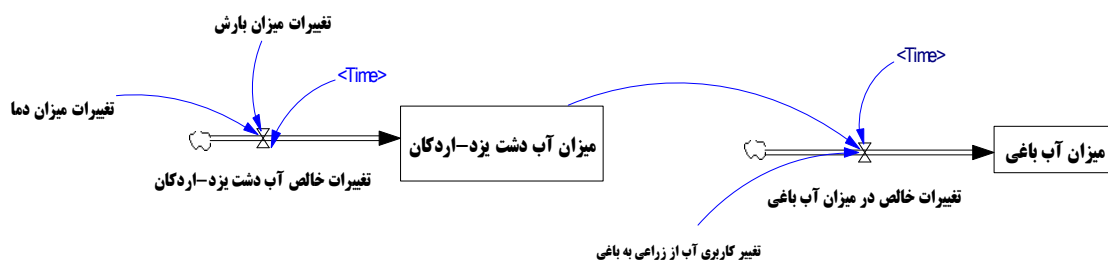 تغییرات میزان بارش
<Time>
تغییرات میزان دما
میزان آب دشت یزد-اردکان
تغییرات خالص آب دشت یزد-اردکان
<Time>
میزان آب باغی
تغییرات خالص در میزان آب باغی
تغییر کاربری آب از زراعی به باغی